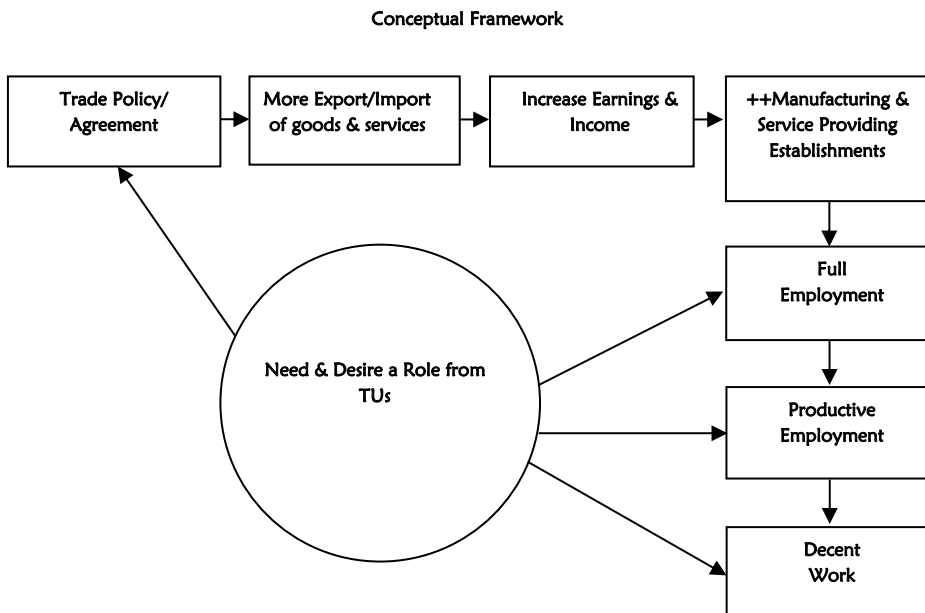 Conceptual Framework
Trade Policy/
Agreement
More Export/Import
of goods & services
Increase Earnings &
Income
++Manufacturing &
Service Providing
Establishments
Full
Employment
Need & Desire a Role from
TUs
Productive
Employment
Decent
Work